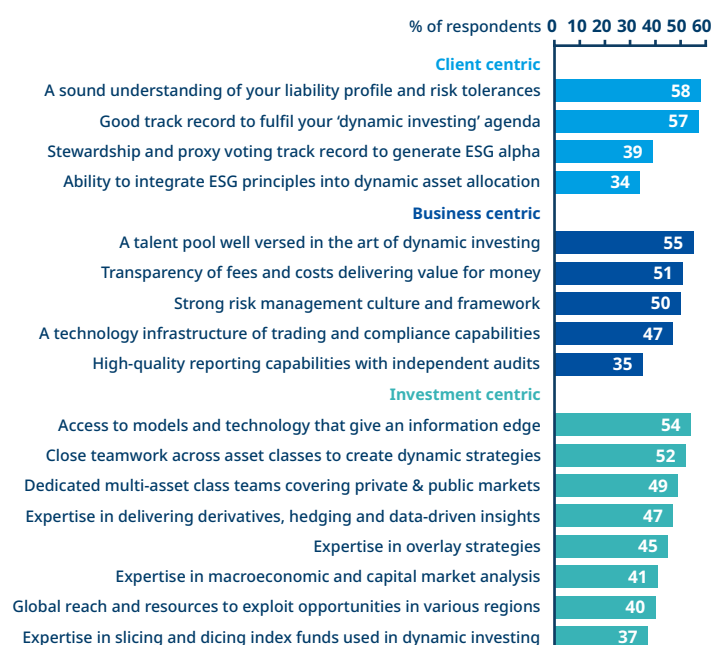 % of respondents 0 10 20 30 40 50 60
Client centric
A sound understanding of your liability profile and risk tolerances 58
Good track record to fulfil your ‘dynamic investing’ agenda 57
Stewardship and proxy voting track record to generate ESG alpha 39
Ability to integrate ESG principles into dynamic asset allocation 34
Business centric
A talent pool well versed in the art of dynamic investing 55
Transparency of fees and costs delivering value for money 51
Strong risk management culture and framework 50
A technology infrastructure of trading and compliance capabilities 47
High-quality reporting capabilities with independent audits 35
Investment centric
Access to models and technology that give an information edge 54
Close teamwork across asset classes to create dynamic strategies 52
Dedicated multi-asset class teams covering private & public markets 49
Expertise in delivering derivatives, hedging and data-driven insights 47
Expertise in overlay strategies 45
Expertise in macroeconomic and capital market analysis 41
Global reach and resources to exploit opportunities in various regions 40
Expertise in slicing and dicing index funds used in dynamic investing 37